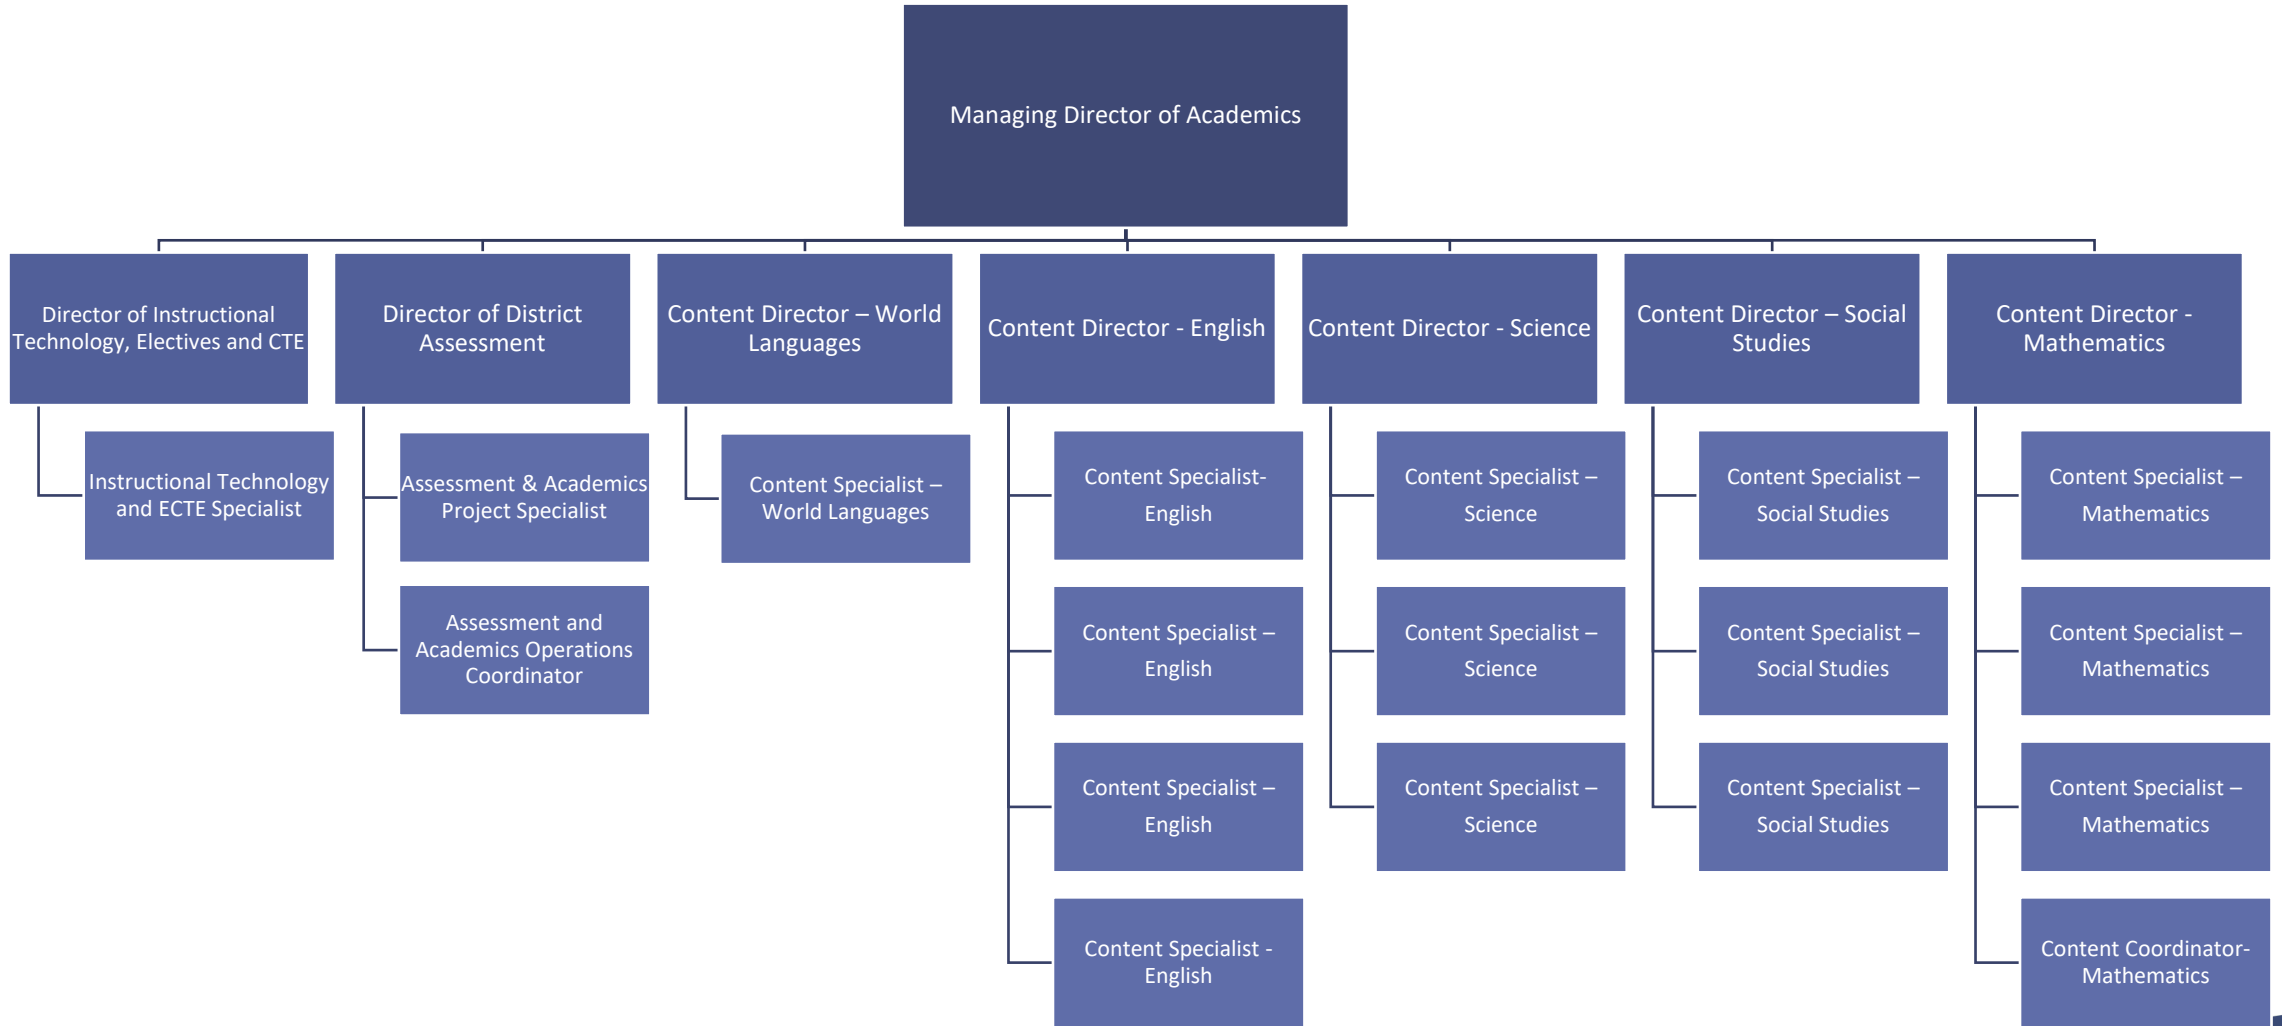 Managing Director of Academics
Director of Instructional
Technology, Electives and CTE
Director of District
Assessment
Content Director – World
Languages
Content Director - English
Content Director - Science
Content Director – Social
Studies
Content Director -
Mathematics
Instructional Technology
and ECTE Specialist
Assessment & Academics
Project Specialist
Assessment and
Academics Operations
Coordinator
Content Specialist –
World Languages
Content Specialist-
English
Content Specialist –
English
Content Specialist –
English
Content Specialist -
English
Content Specialist –
Science
Content Specialist –
Science
Content Specialist –
Science
Content Specialist –
Social Studies
Content Specialist –
Social Studies
Content Specialist –
Social Studies
Content Specialist –
Mathematics
Content Specialist –
Mathematics
Content Specialist –
Mathematics
Content Coordinator-
Mathematics